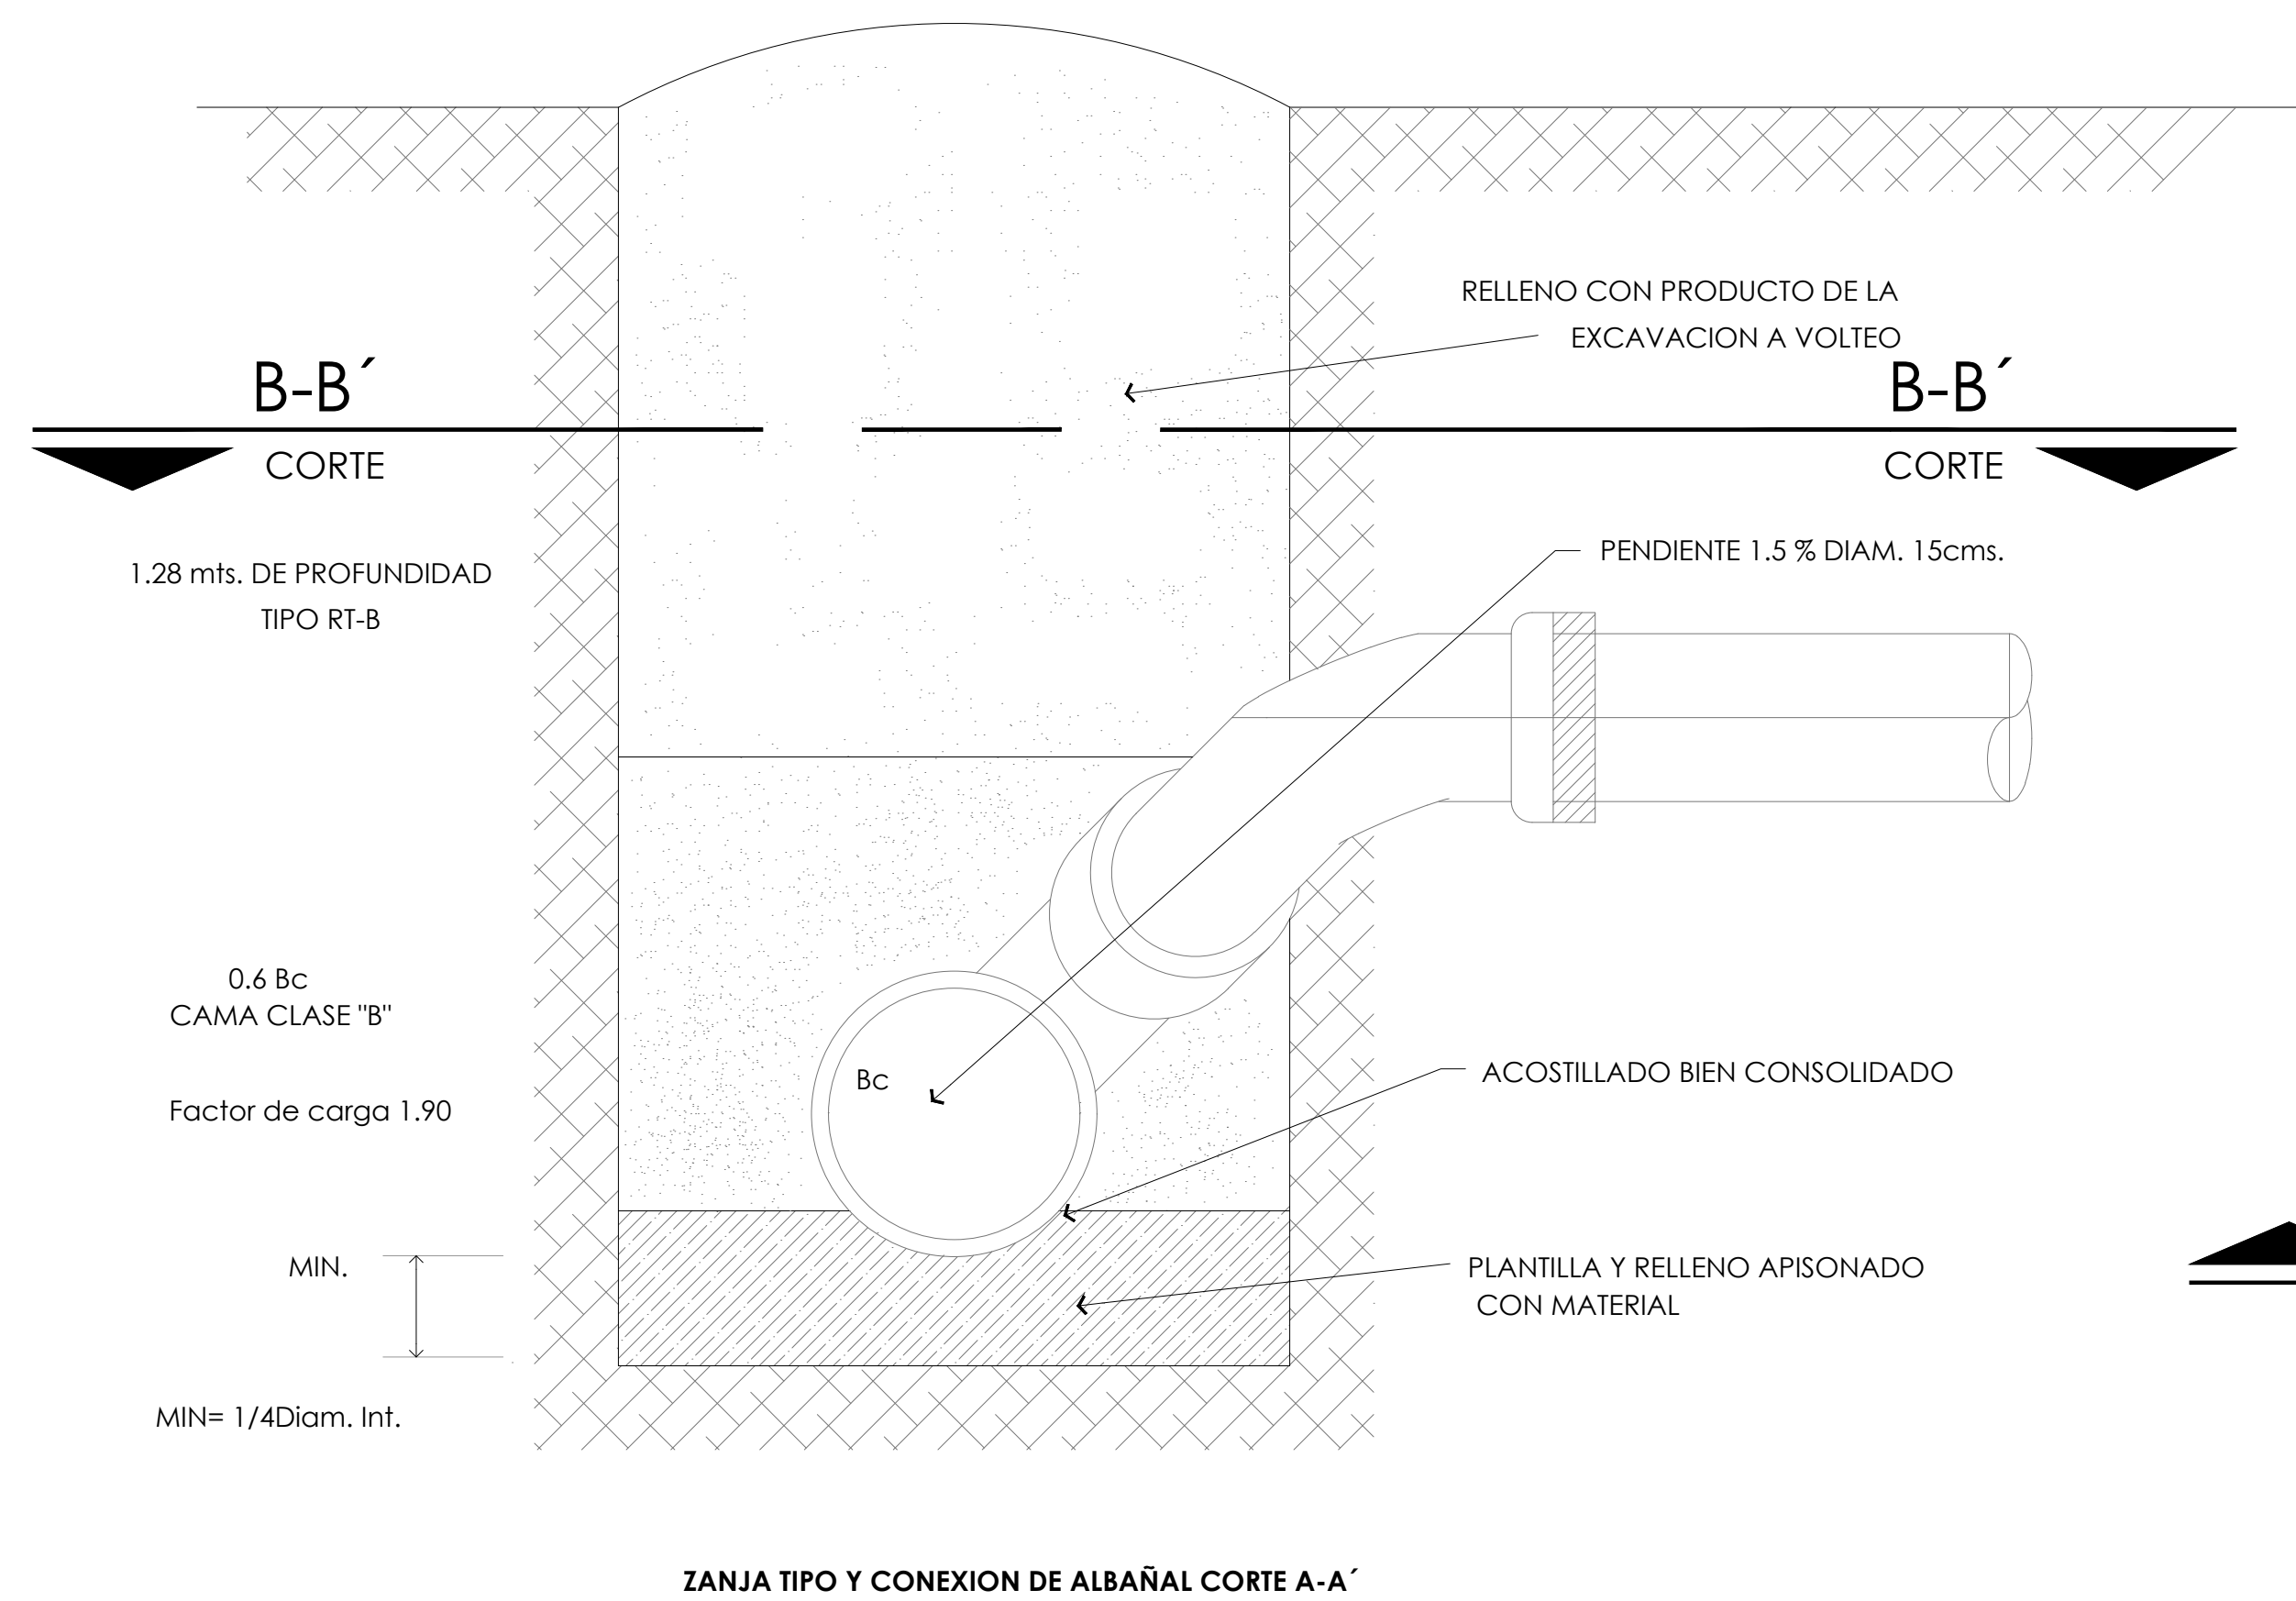 RELLENO CON PRODUCTO DE LA
EXCAVACION A VOLTEO
B-B´
B-B´
CORTE
CORTE
PENDIENTE 1.5 % DIAM. 15cms.
1.28 mts. DE PROFUNDIDAD
TIPO RT-B
0.6 Bc
CAMA CLASE "B"
Bc
ACOSTILLADO BIEN CONSOLIDADO
Factor de carga 1.90
MIN.
PLANTILLA Y RELLENO APISONADO
CON MATERIAL
MIN= 1/4Diam. Int.
ZANJA TIPO Y CONEXION DE ALBAÑAL CORTE A-A´